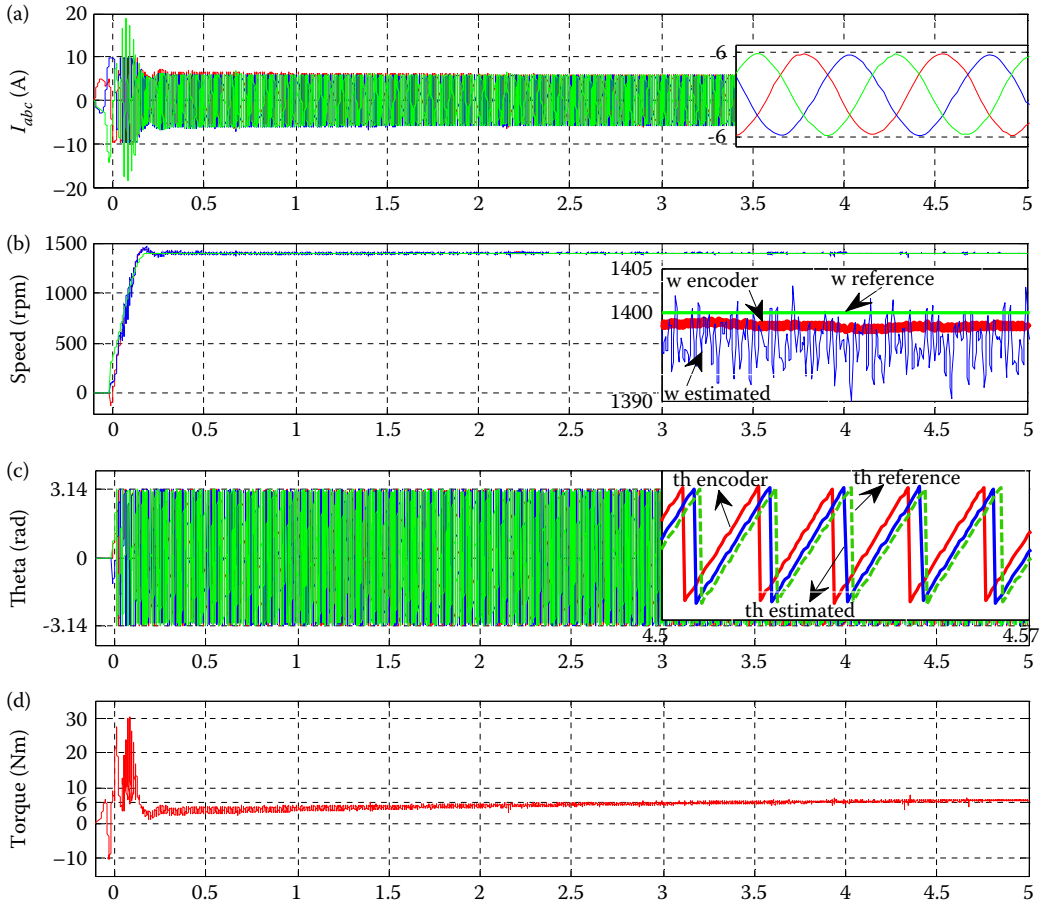 (a)
I_abc (A)
20
10
0
−10
−20
6
-6
0 0.5 1 1.5 2 2.5 3 3.5 4 4.5 5
(b)
Speed (rpm)
1500
1000
500
0
1405
1400
1390
w encoder
w reference
w estimated
0 0.5 1 1.5 2 2.5 3 3.5 4 4.5 5
(c)
Theta (rad)
3.14
0
-3.14
th encoder
th reference
th estimated
4.5
4.57
0 0.5 1 1.5 2 2.5 3 3.5 4 4.5 5
(d)
Torque (Nm)
30
20
10
6
0
−10
0 0.5 1 1.5 2 2.5 3 3.5 4 4.5 5